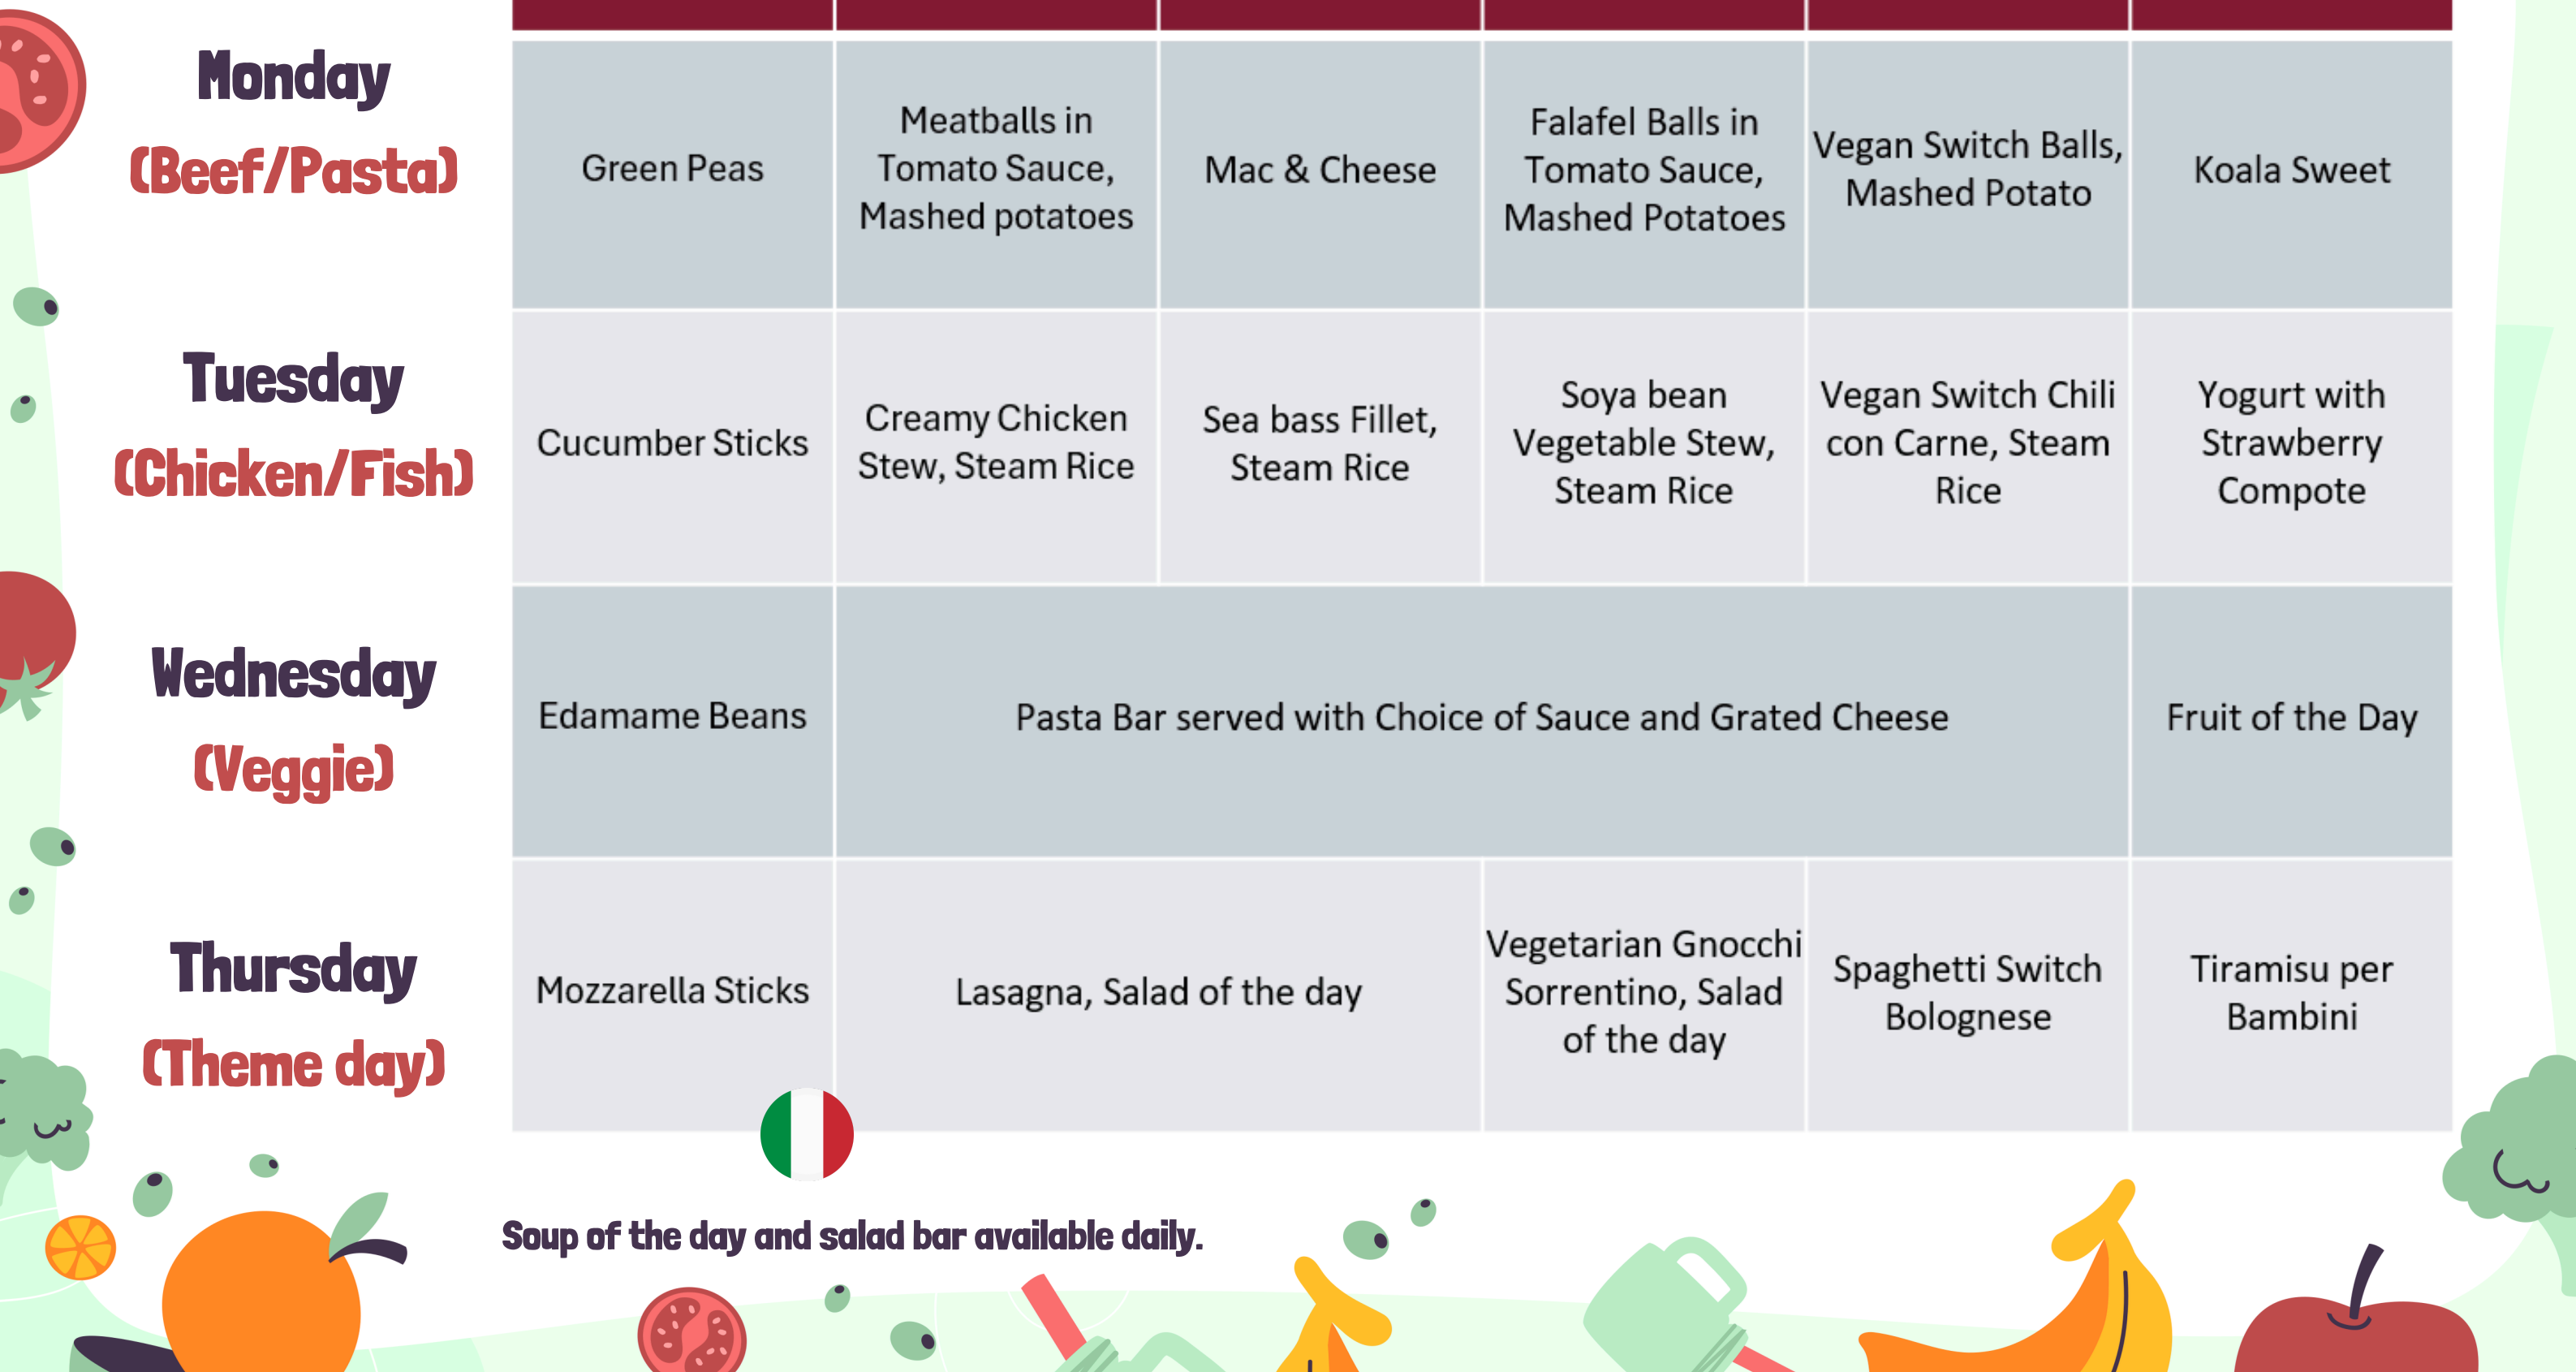 Monday
(Beef/Pasta)
Green Peas
Meatballs in
Tomato Sauce,
Mashed potatoes
Mac & Cheese
Falafel Balls in
Tomato Sauce,
Mashed Potatoes
Vegan Switch Balls,
Mashed Potato
Koala Sweet
Tuesday
(Chicken/Fish)
Cucumber Sticks
Creamy Chicken
Stew, Steam Rice
Sea bass Fillet,
Steam Rice
Soya bean
Vegetable Stew,
Steam Rice
Vegan Switch Chili
con Carne, Steam
Rice
Yogurt with
Strawberry
Compote
Wednesday
(Veggie)
Edamame Beans
Pasta Bar served with Choice of Sauce and Grated Cheese
Fruit of the Day
Thursday
(Theme day)
Mozzarella Sticks
Lasagna, Salad of the day
Vegetarian Gnocchi
Sorrentino, Salad
of the day
Spaghetti Switch
Bolognese
Tiramisu per
Bambini
Soup of the day and salad bar available daily.